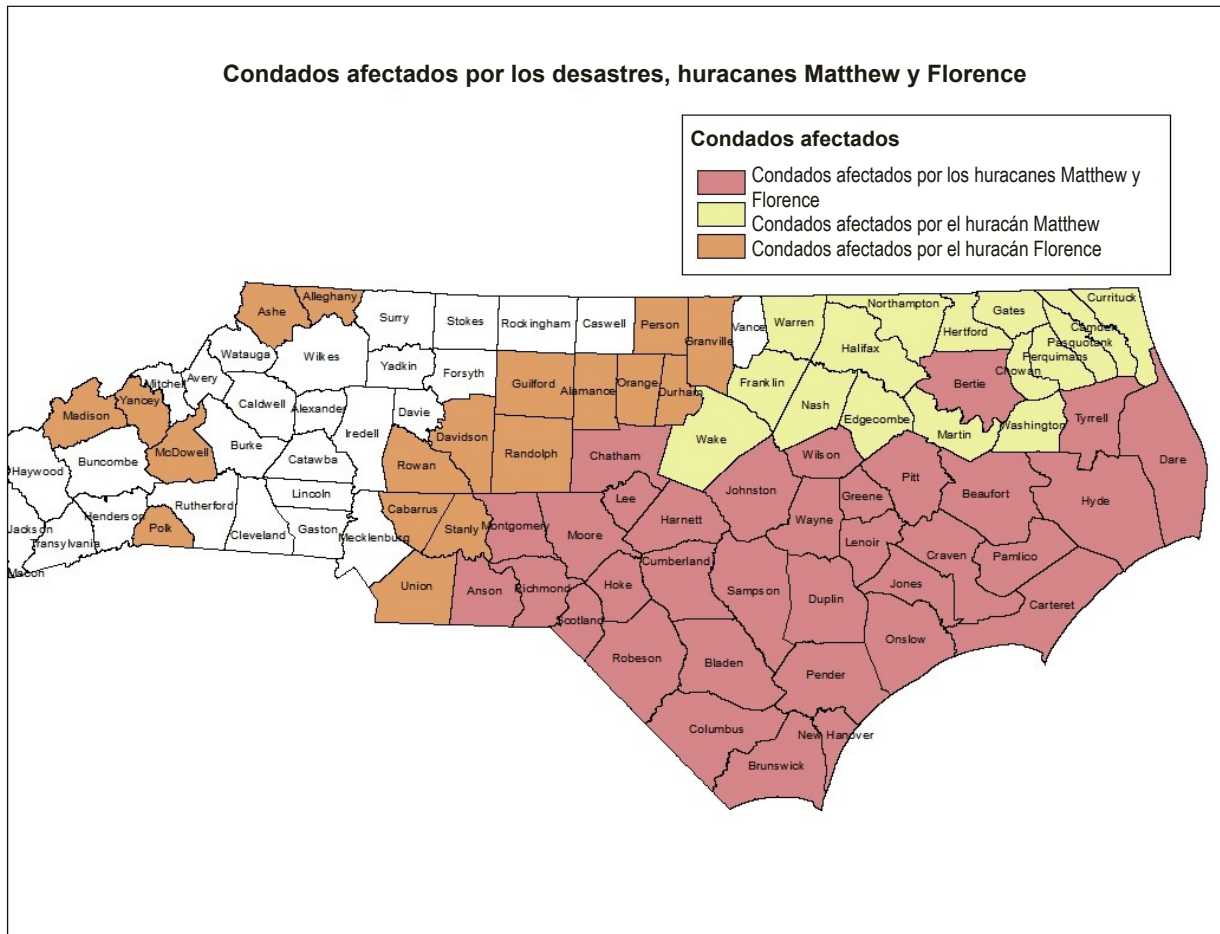 Condados afectados por los desastres, huracanes Matthew y Florence
Condados afectados
Condados afectados por los huracanes Matthew y
Florence
Condados afectados por el huracán Matthew
Condados afectados por el huracán Florence
Ashe
Alleghany
Surry
Stokes
Rockingham
Caswell
Person
Granville
Vance
Warren
Northampton
Gates
Currituck
Hertford
Camden
Pasquotank
Perquimans
Chowan
Halifax
Watauga
Wilkes
Yadkin
Forsyth
Guilford
Alamance
Orange
Durham
Franklin
Nash
Edgecombe
Bertie
Martin
Washington
Tyrrell
Dare
Mitchell
Avery
Yancey
Madison
Caldwell
Alexander
Davie
Iredell
Davidson
Randolph
Chatham
Wake
Wilson
Pitt
Beaufort
Hyde
Haywood
Buncombe
McDowell
Burke
Catawba
Rowan
Lincoln
Rutherford
Cleveland
Gaston
Mecklenburg
Cabarrus
Stanly
Montgomery
Moore
Lee
Harnett
Johnston
Wayne
Greene
Lenoir
Craven
Pamlico
Jackson
Henderson
Transylvania
Polk
Macon
Union
Anson
Richmond
Scotland
Hoke
Cumberland
Sampson
Duplin
Jones
Carteret
Onslow
Robeson
Bladen
Pender
Columbus
New Hanover
Brunswick